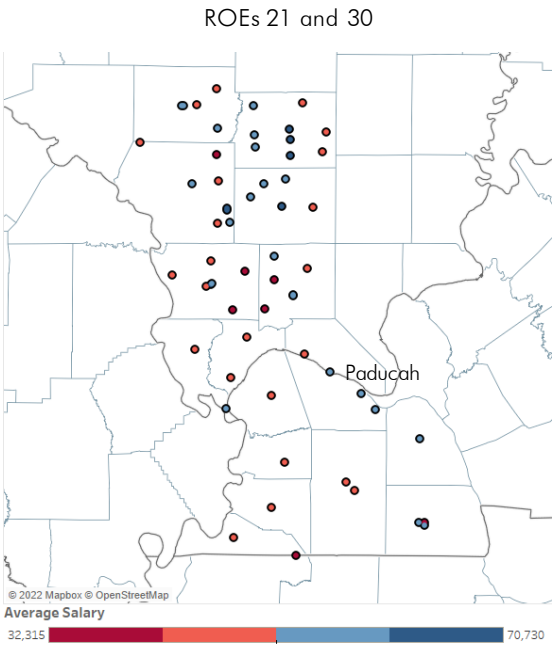 ROEs 21 and 30
Paducah
© 2022 Mapbox © OpenStreetMap
Average Salary
32,315 70,730